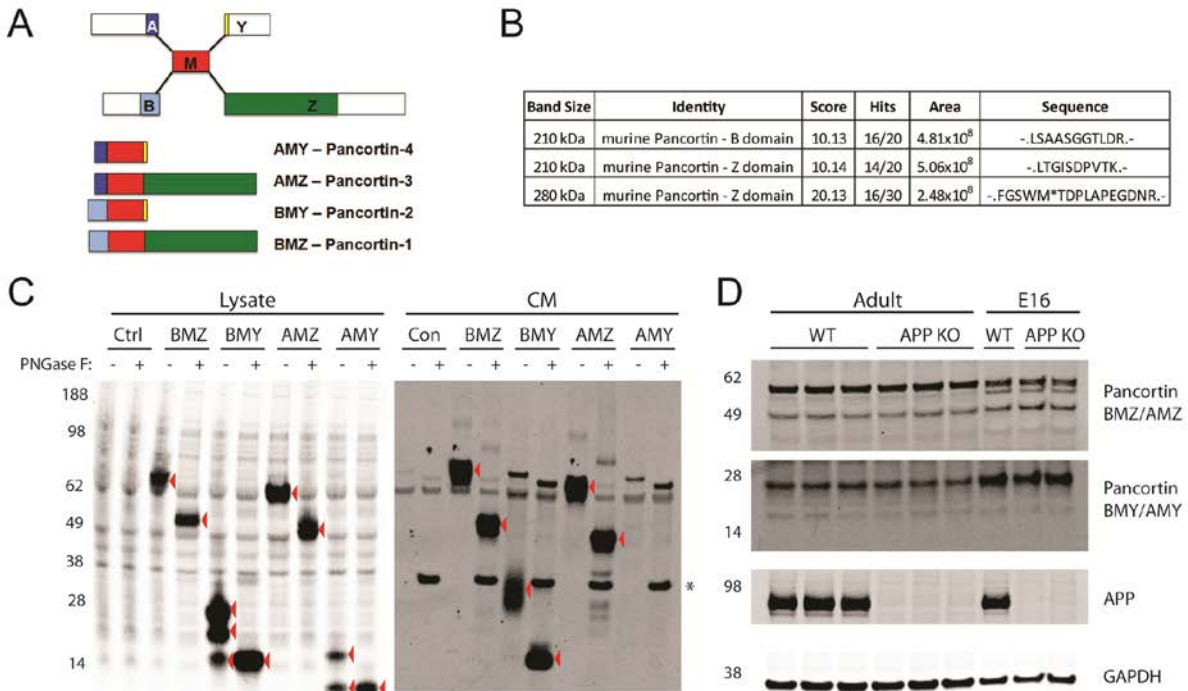 A
A Y
M
B Z
AMY – Pancortin-4
AMZ – Pancortin-3
BMY – Pancortin-2
BMZ – Pancortin-1
B
Band Size Identity Score Hits Area Sequence
210 kDa murine Pancortin - B domain 10.13 16/20 4.81x10⁸ -.LSAASGGTLDR.-
210 kDa murine Pancortin - Z domain 10.14 14/20 5.06x10⁸ -.LTGISDPVTK.-
280 kDa murine Pancortin - Z domain 20.13 16/30 2.48x10⁸ -.FGSWM*TDPLAPEGDNR.-
C
Lysate CM
Ctrl BMZ BMY AMZ AMY Con BMZ BMY AMZ AMY
PNGase F: - + - + - + - + - + - + - + - + - + - +
188
98
62
49
38
28
14
*
D
Adult E16
WT APP KO WT APP KO
62
49
Pancortin
BMZ/AMZ
28
14
Pancortin
BMY/AMY
98
APP
38
GAPDH